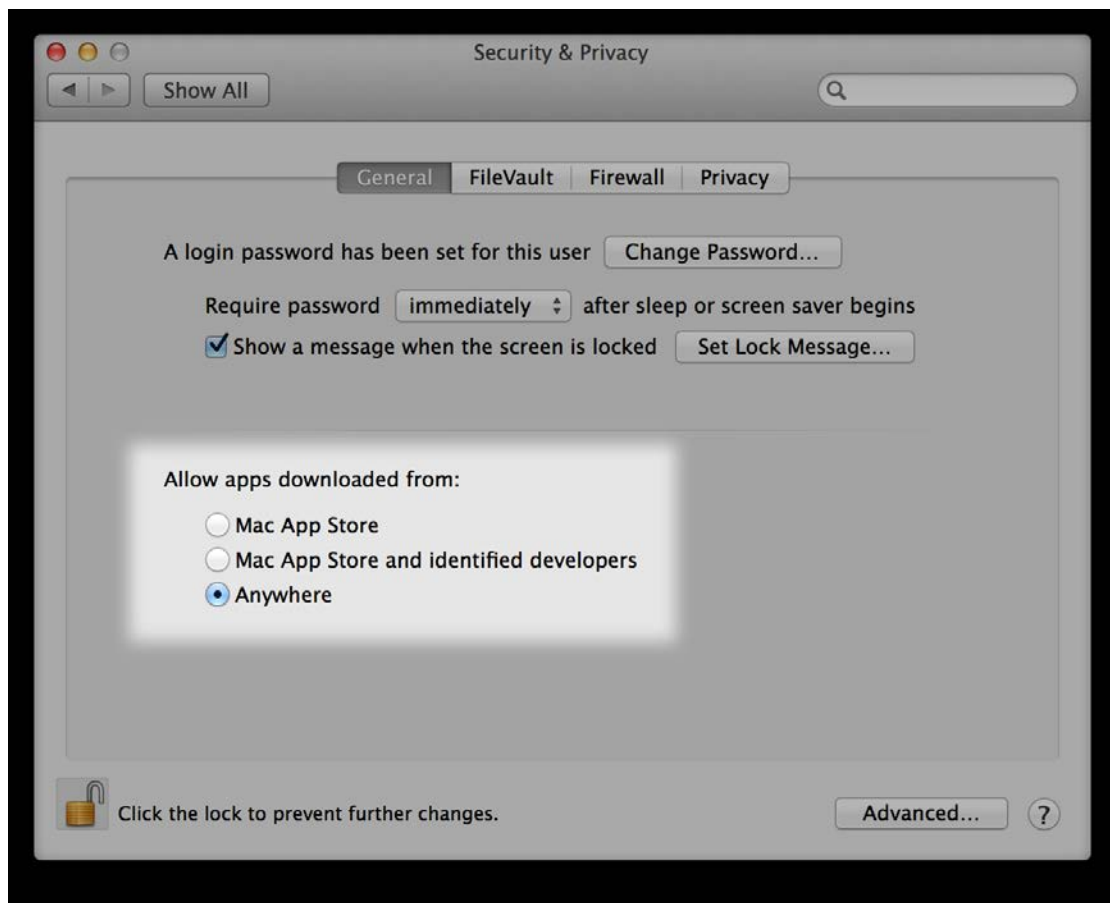 Security & Privacy
Show All
General FileVault Firewall Privacy
A login password has been set for this user Change Password...
Require password immediately after sleep or screen saver begins
Show a message when the screen is locked Set Lock Message...
Allow apps downloaded from:
Mac App Store
Mac App Store and identified developers
Anywhere
Click the lock to prevent further changes. Advanced... ?